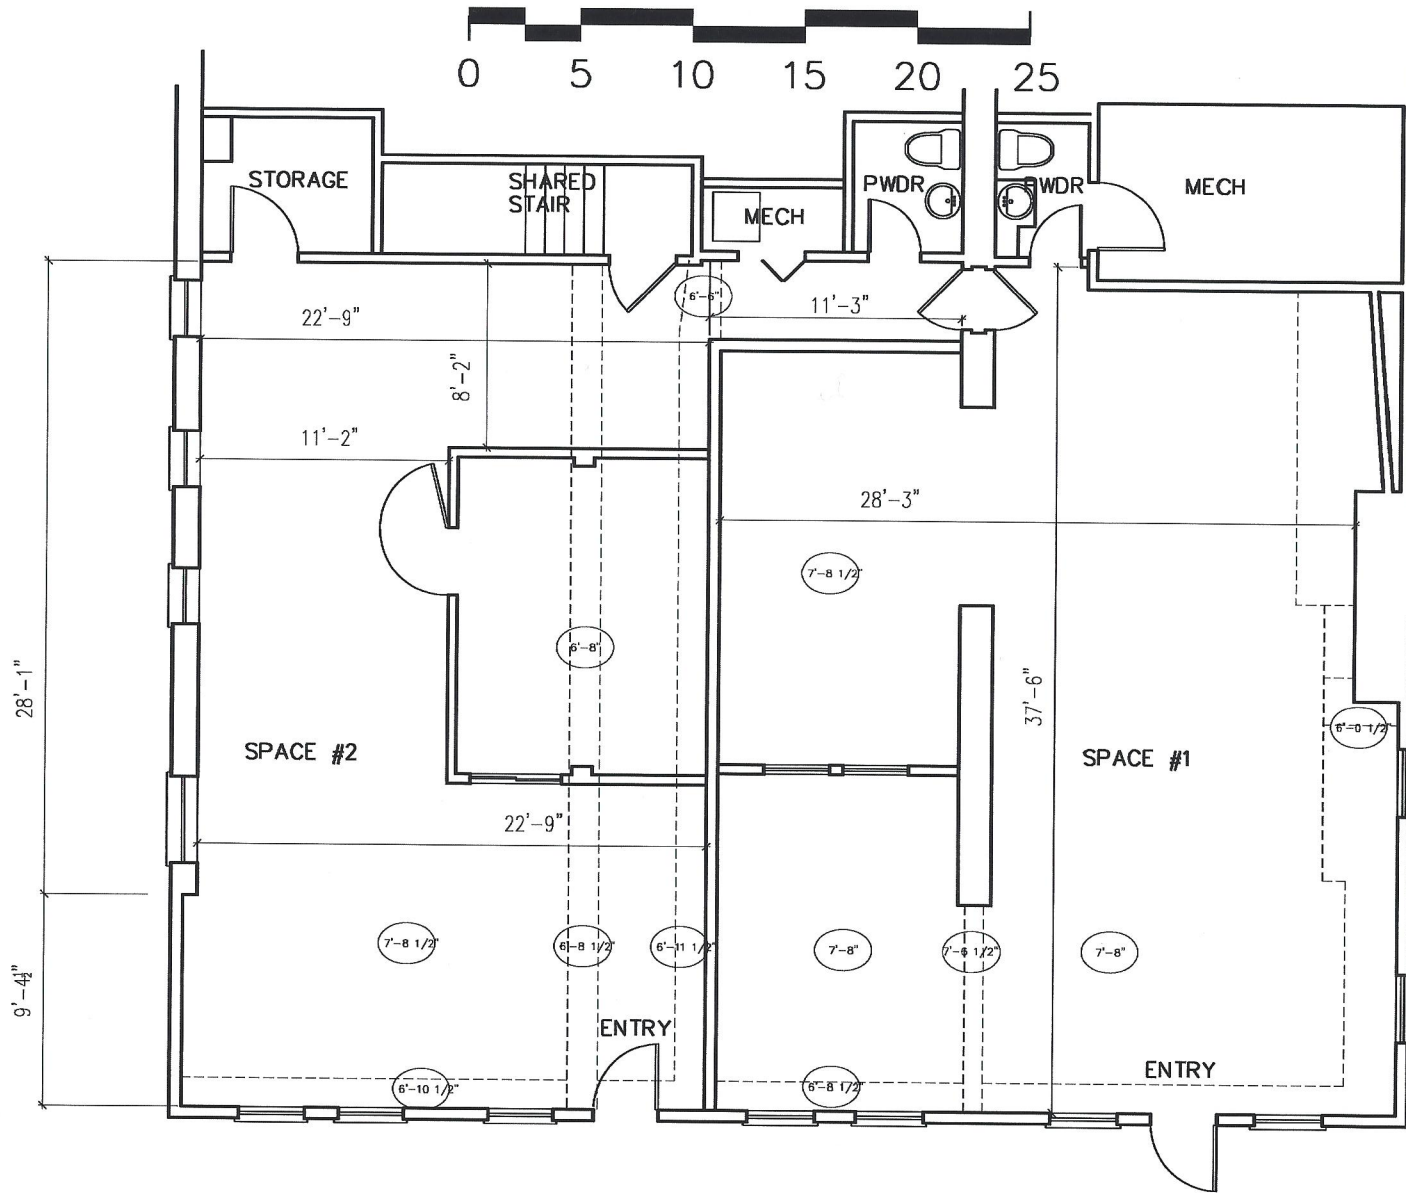 0 5 10 15 20 25
STORAGE
SHARED
STAIR
MECH
PWDR
PWDR
MECH
6'-6"
22'-9"
11'-3"
8'-2"
11'-2"
28'-3"
7'-8 1/2"
6'-8"
28'-1"
37'-6"
SPACE #2
SPACE #1
6'-0 1/2"
22'-9"
7'-8 1/2"
6'-8 1/2"
6'-11 1/2"
7'-8"
7'-6 1/2"
7'-8"
9'-4½"
ENTRY
ENTRY
6'-10 1/2"
6'-8 1/2"